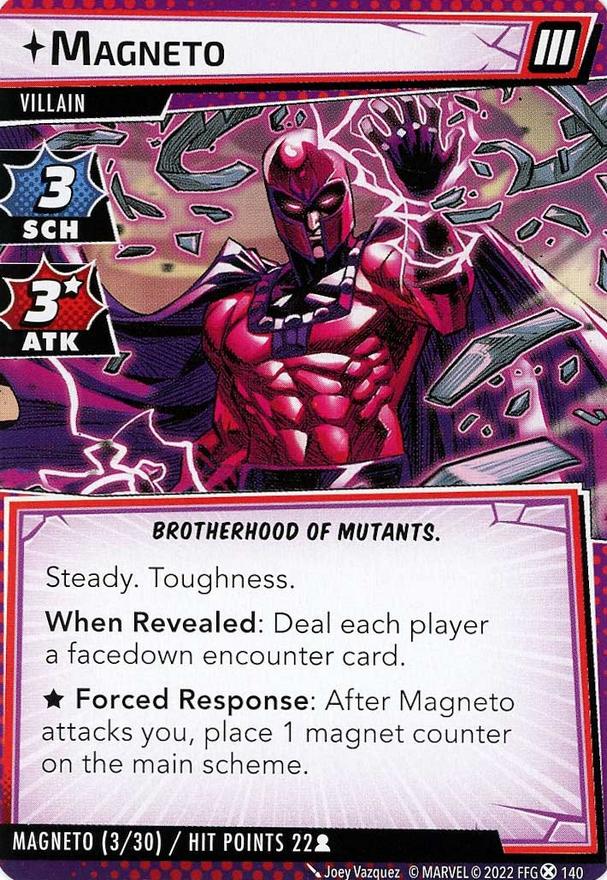 MAGNETO
III
VILLAIN
3
SCH
3
ATK
BROTHERHOOD OF MUTANTS.
Steady. Toughness.
When Revealed: Deal each player
a facedown encounter card.
★ Forced Response: After Magneto
attacks you, place 1 magnet counter
on the main scheme.
MAGNETO (3/30) / HIT POINTS 22
Joey Vazquez © MARVEL © 2022 FFG 140